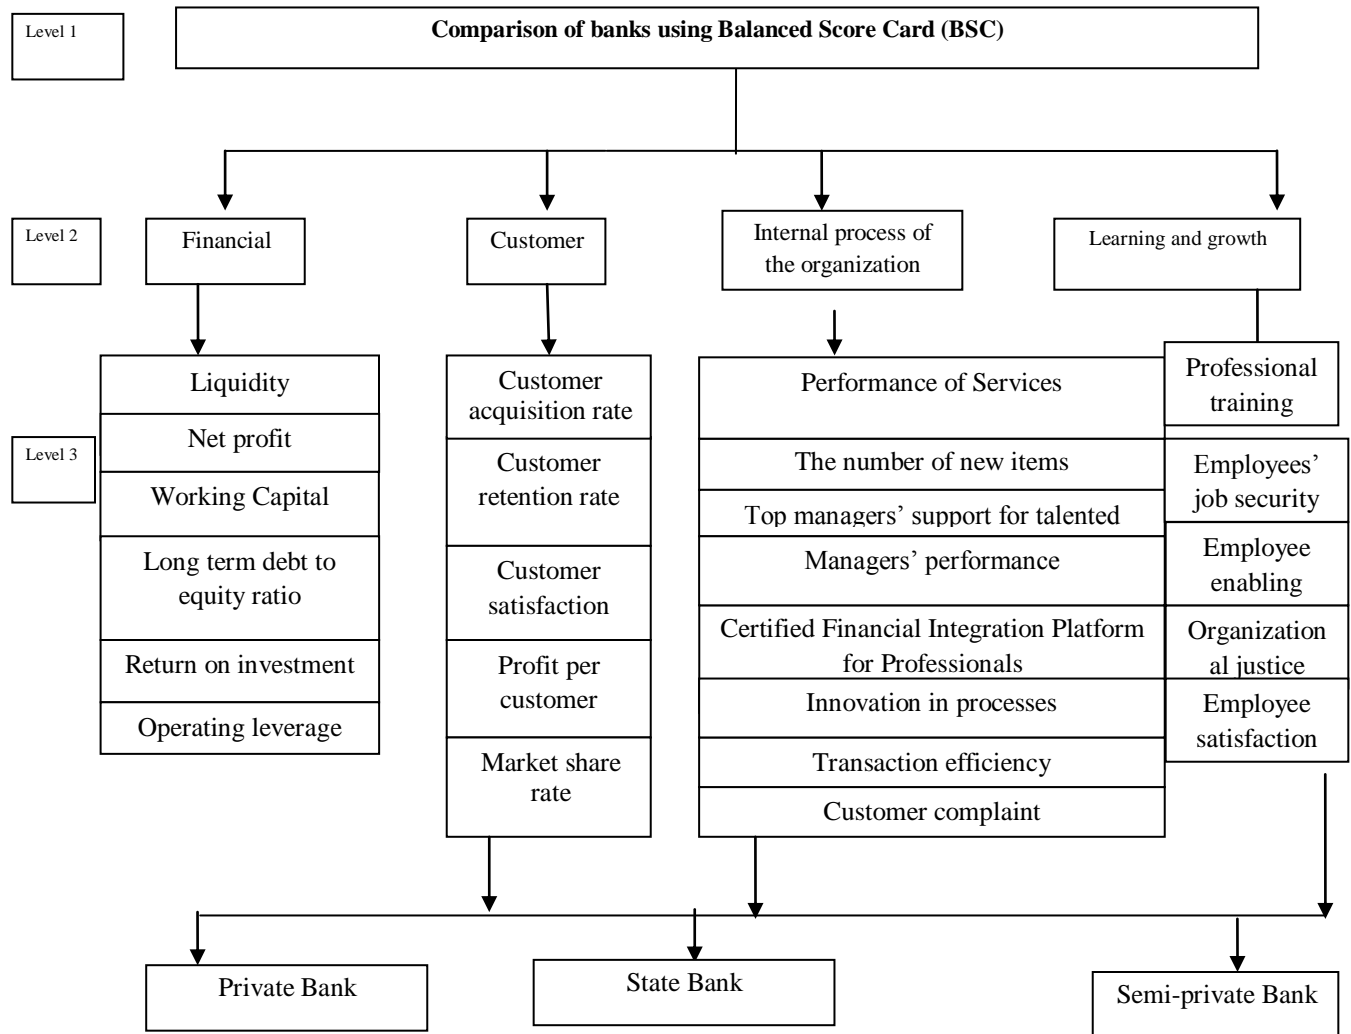 Level 1
Comparison of banks using Balanced Score Card (BSC)
Level 2
Financial
Customer
Internal process of
the organization
Learning and growth
Level 3
Liquidity
Net profit
Working Capital
Long term debt to
equity ratio
Return on investment
Operating leverage
Customer
acquisition rate
Customer
retention rate
Customer
satisfaction
Profit per
customer
Market share
rate
Performance of Services
The number of new items
Top managers’ support for talented
Managers’ performance
Certified Financial Integration Platform
for Professionals
Innovation in processes
Transaction efficiency
Customer complaint
Professional
training
Employees’
job security
Employee
enabling
Organization
al justice
Employee
satisfaction
Private Bank
State Bank
Semi-private Bank